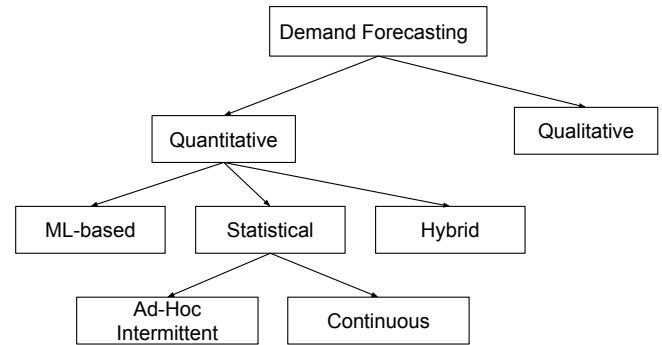 Demand Forecasting
Quantitative
Qualitative
ML-based
Statistical
Hybrid
Ad-Hoc
Intermittent
Continuous